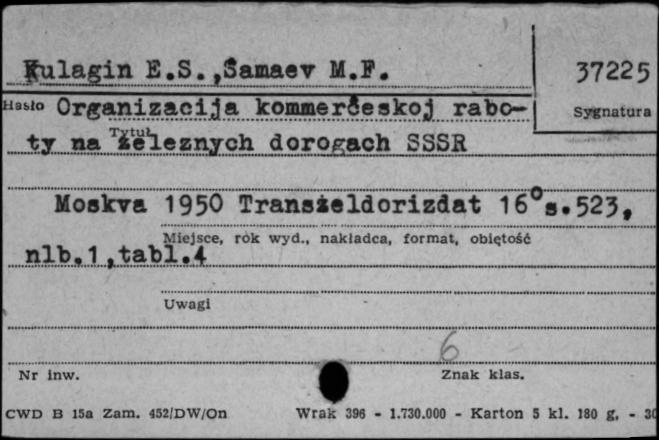 Kulagin E.S.,Šamaev M.F.
37225
Hasło
Organizacija kommerčeskoj rabo-
Sygnatura
Tytuł
ty na železnych dorogach SSSR
Moskva 1950 Transżeldorizdat 16°s.523,
Miejsce, rok wyd., nakładca, format, objętość
nlb.1,tabl.4
Uwagi
6
Nr inw.
Znak klas.
CWD B 15a Zam. 452/DW/On Wrak 396 - 1.730.000 - Karton 5 kl. 180 g. - 30